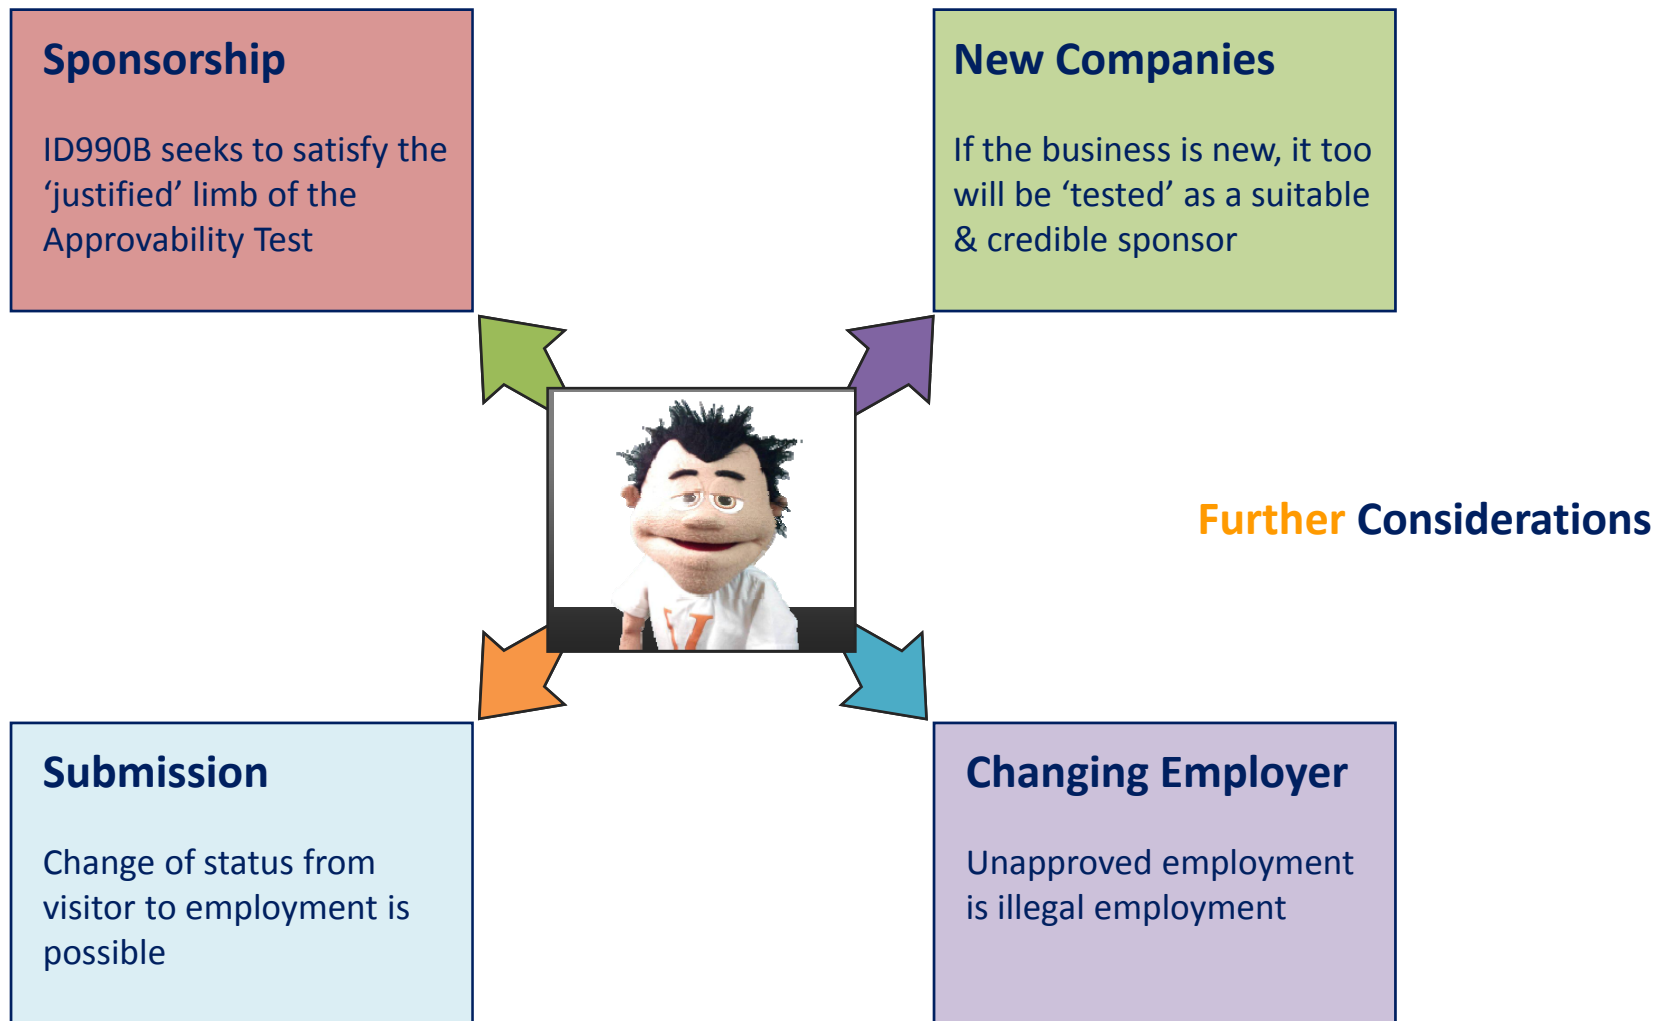 Sponsorship
ID990B seeks to satisfy the
‘justified’ limb of the
Approvability Test
New Companies
If the business is new, it too
will be ‘tested’ as a suitable
& credible sponsor
Further Considerations
V
Submission
Change of status from
visitor to employment is
possible
Changing Employer
Unapproved employment
is illegal employment